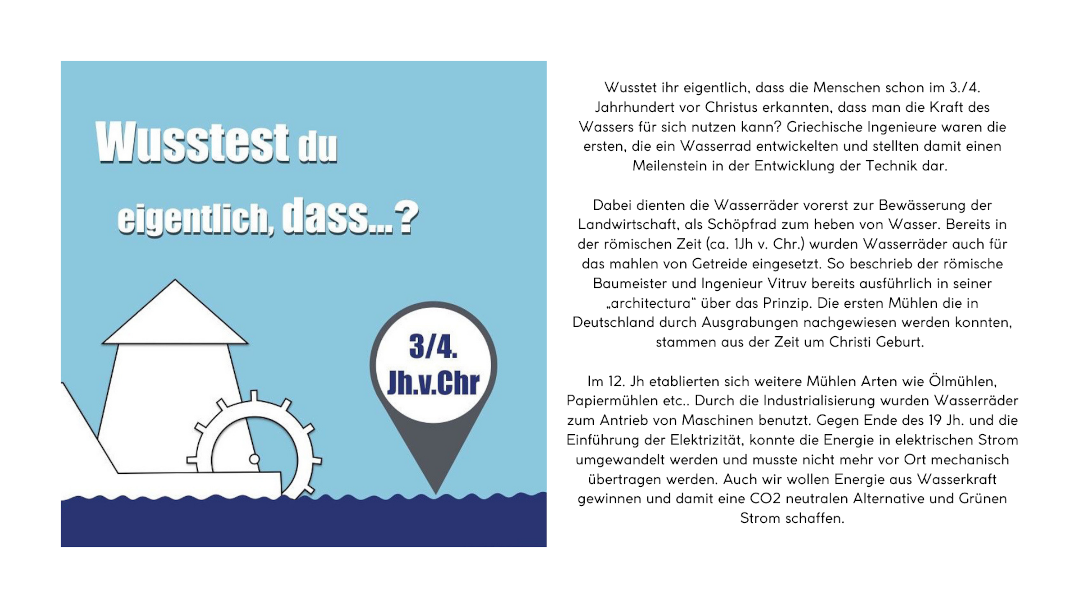 Wusstest du
eigentlich, dass...?
3/4.
Jh.v.Chr
Wusstet ihr eigentlich, dass die Menschen schon im 3./4.
Jahrhundert vor Christus erkannten, dass man die Kraft des
Wassers für sich nutzen kann? Griechische Ingenieure waren die
ersten, die ein Wasserrad entwickelten und stellten damit einen
Meilenstein in der Entwicklung der Technik dar.
Dabei dienten die Wasserräder vorerst zur Bewässerung der
Landwirtschaft, als Schöpfrad zum heben von Wasser. Bereits in
der römischen Zeit (ca. 1Jh v. Chr.) wurden Wasserräder auch für
das mahlen von Getreide eingesetzt. So beschrieb der römische
Baumeister und Ingenieur Vitruv bereits ausführlich in seiner
„architectura“ über das Prinzip. Die ersten Mühlen die in
Deutschland durch Ausgrabungen nachgewiesen werden konnten,
stammen aus der Zeit um Christi Geburt.
Im 12. Jh etablierten sich weitere Mühlen Arten wie Ölmühlen,
Papiermühlen etc.. Durch die Industrialisierung wurden Wasserräder
zum Antrieb von Maschinen benutzt. Gegen Ende des 19 Jh. und die
Einführung der Elektrizität, konnte die Energie in elektrischen Strom
umgewandelt werden und musste nicht mehr vor Ort mechanisch
übertragen werden. Auch wir wollen Energie aus Wasserkraft
gewinnen und damit eine CO2 neutralen Alternative und Grünen
Strom schaffen.